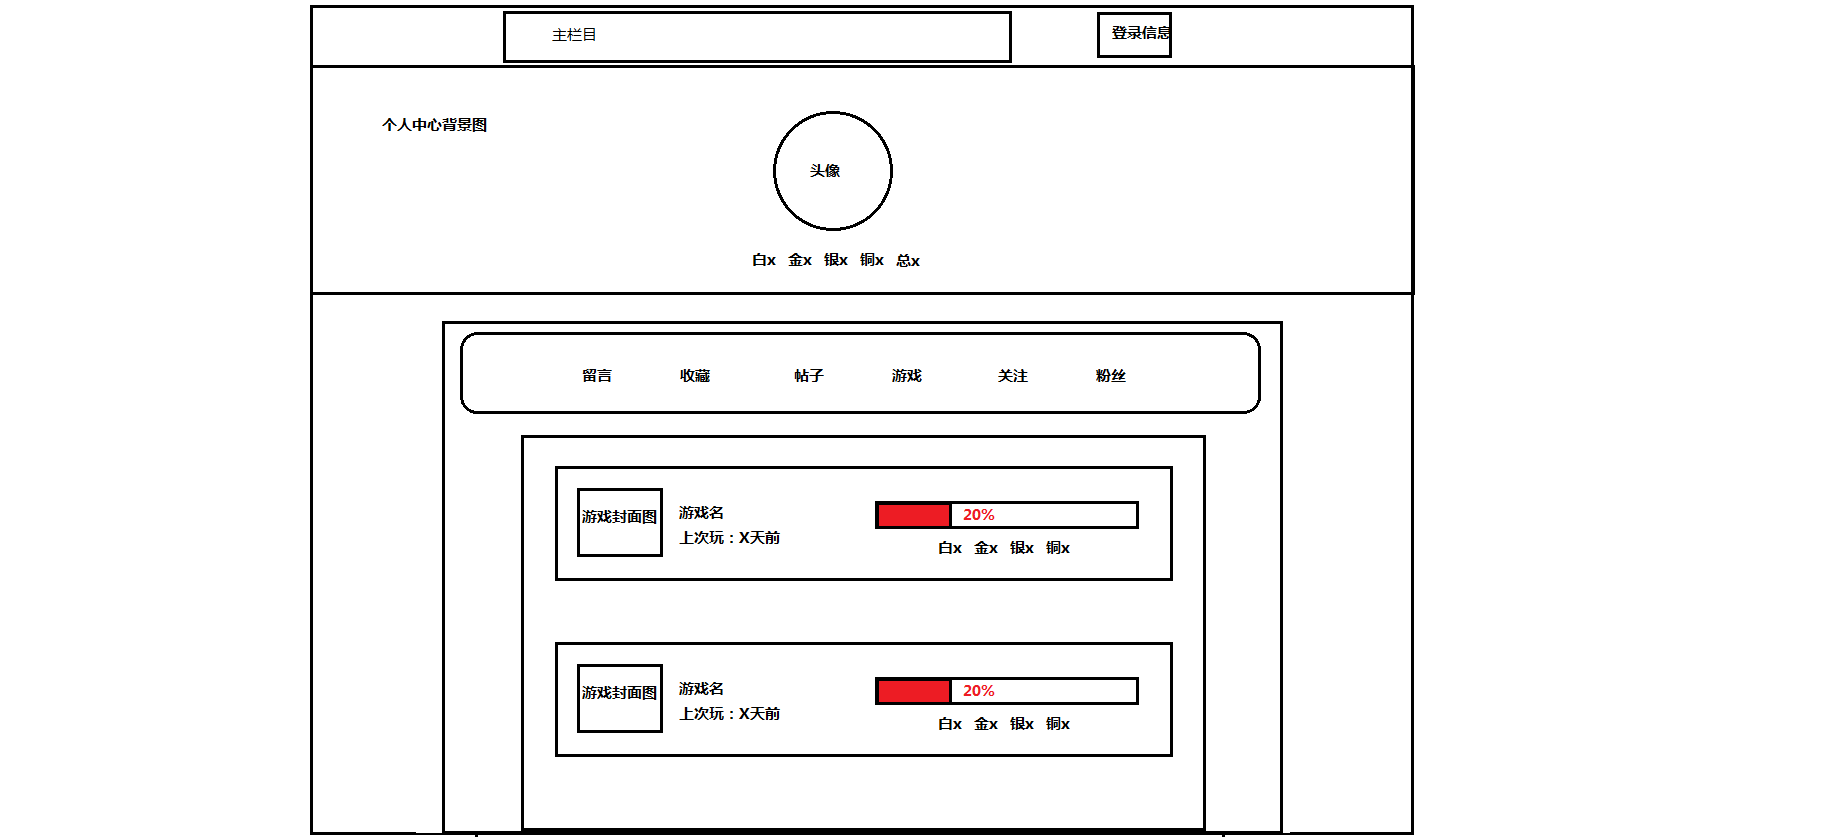 主栏目
登录信息
个人中心背景图
头像
白x 金x 银x 铜x 总x
留言 收藏 帖子 游戏 关注 粉丝
游戏封面图
游戏名
上次玩：X天前
20%
白x 金x 银x 铜x
游戏封面图
游戏名
上次玩：X天前
20%
白x 金x 银x 铜x